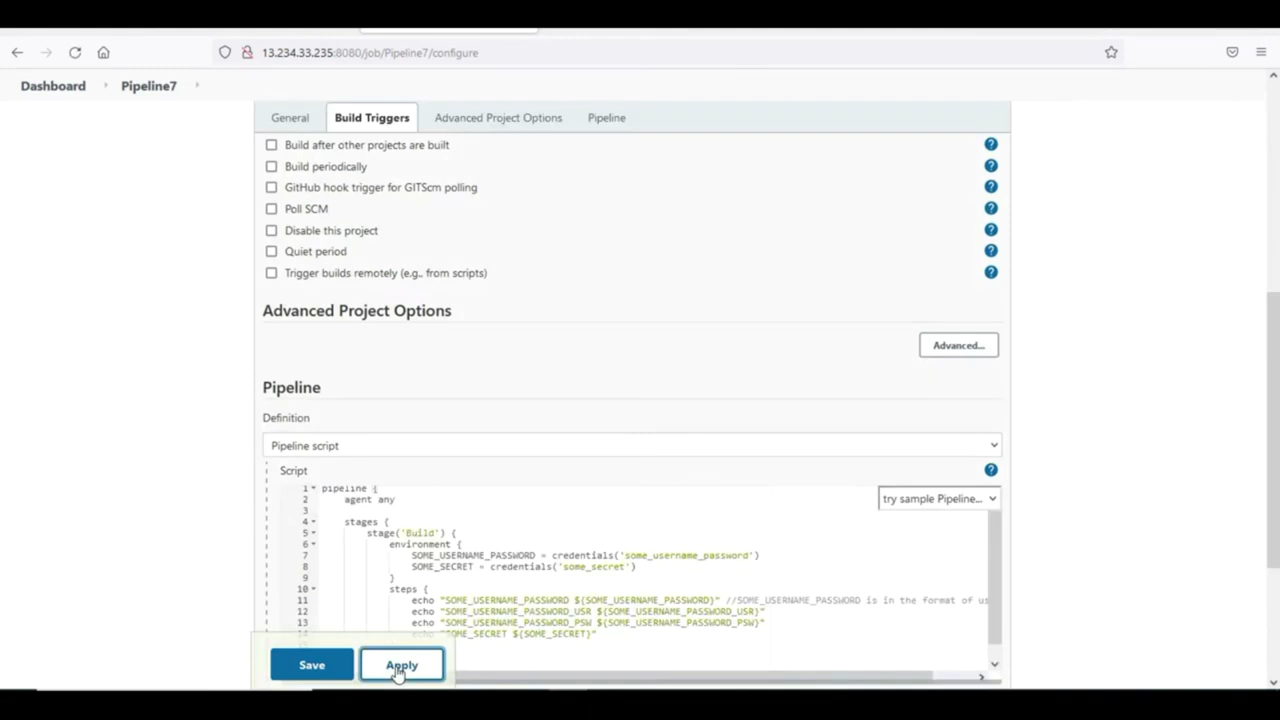 13.234.33.235:8080/job/Pipeline7/configure
Dashboard Pipeline7
General Build Triggers Advanced Project Options Pipeline
Build after other projects are built
Build periodically
GitHub hook trigger for GITScm polling
Poll SCM
Disable this project
Quiet period
Trigger builds remotely (e.g., from scripts)
Advanced Project Options
Advanced...
Pipeline
Definition
Pipeline script
Script
try sample Pipeline...
1 pipeline {
2 agent any
3
4 stages {
5 stage('Build') {
6 environment {
7 SOME_USERNAME_PASSWORD = credentials('some_username_password')
8 SOME_SECRET = credentials('some_secret')
9 }
10 steps {
11 echo "SOME_USERNAME_PASSWORD ${SOME_USERNAME_PASSWORD}" //SOME_USERNAME_PASSWORD is in the format of us
12 echo "SOME_USERNAME_PASSWORD_USR ${SOME_USERNAME_PASSWORD_USR}"
13 echo "SOME_USERNAME_PASSWORD_PSW ${SOME_USERNAME_PASSWORD_PSW}"
14 echo "SOME_SECRET ${SOME_SECRET}"
Save Apply